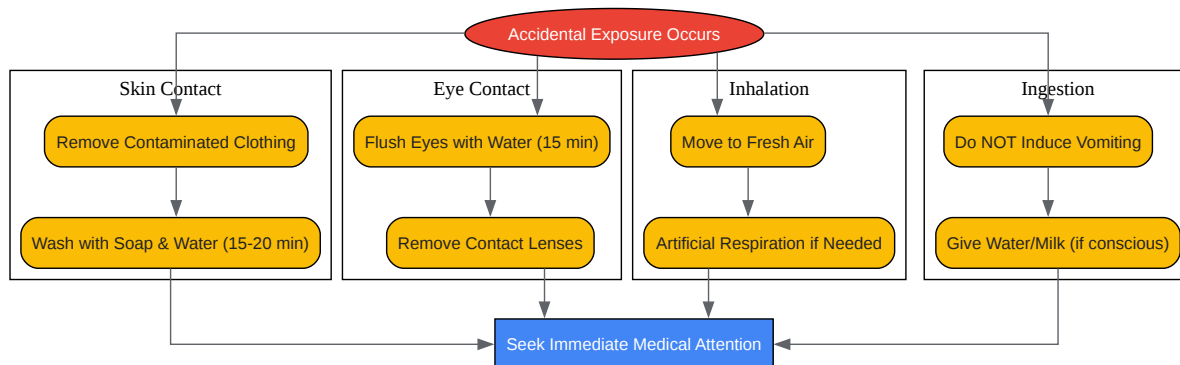 Accidental Exposure Occurs
Skin Contact
Eye Contact
Inhalation
Ingestion
Remove Contaminated Clothing
Flush Eyes with Water (15 min)
Move to Fresh Air
Do NOT Induce Vomiting
Wash with Soap & Water (15-20 min)
Remove Contact Lenses
Artificial Respiration if Needed
Give Water/Milk (if conscious)
Seek Immediate Medical Attention